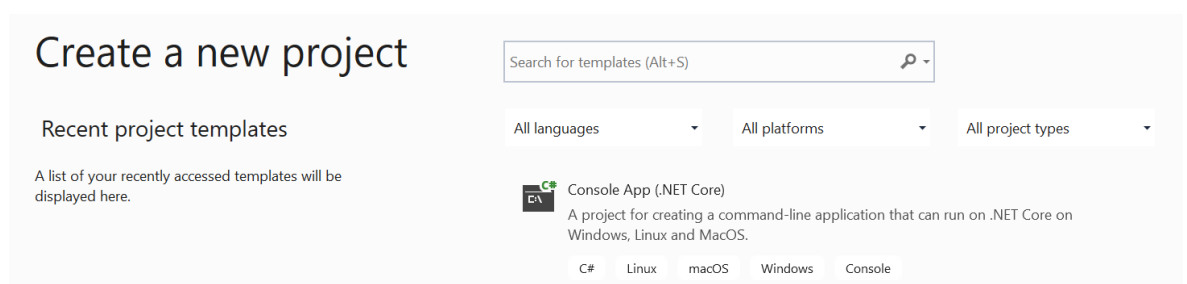 Create a new project
Search for templates (Alt+S)
Recent project templates
All languages
All platforms
All project types
A list of your recently accessed templates will be
displayed here.
C#
C:\
Console App (.NET Core)
A project for creating a command-line application that can run on .NET Core on
Windows, Linux and MacOS.
C#
Linux
macOS
Windows
Console